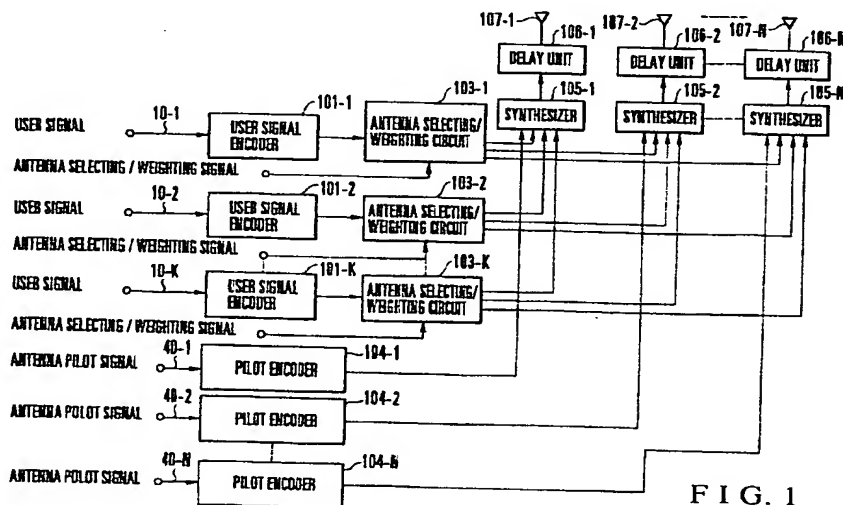 107-1
107-2
107-N
106-1
106-2
106-N
DELAY UNIT
DELAY UNIT
DELAY UNIT
105-1
105-2
105-N
SYNTHESIZER
SYNTHESIZER
SYNTHESIZER
101-1
103-1
USER SIGNAL
10-1
USER SIGNAL
ENCODER
ANTENNA SELECTING/
WEIGHTING CIRCUIT
ANTENNA SELECTING / WEIGHTING SIGNAL
10-2
101-2
103-2
USER SIGNAL
USER SIGNAL
ENCODER
ANTENNA SELECTING/
WEIGHTING CIRCUIT
ANTENNA SELECTING / WEIGHTING SIGNAL
10-K
101-K
103-K
USER SIGNAL
USER SIGNAL
ENCODER
ANTENNA SELECTING/
WEIGHTING CIRCUIT
ANTENNA SELECTING / WEIGHTING SIGNAL
40-1
104-1
ANTENNA PILOT SIGNAL
PILOT ENCODER
40-2
104-2
ANTENNA PILOT SIGNAL
PILOT ENCODER
40-N
104-N
ANTENNA PILOT SIGNAL
PILOT ENCODER
FIG. 1